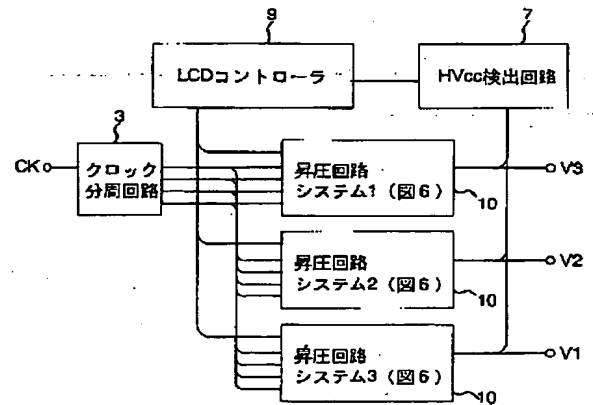 9
7
LCDコントローラ
HVcc検出回路
3
CK
クロック
分周回路
昇圧回路
システム1（図6）
V3
10
昇圧回路
システム2（図6）
V2
10
昇圧回路
システム3（図6）
V1
10